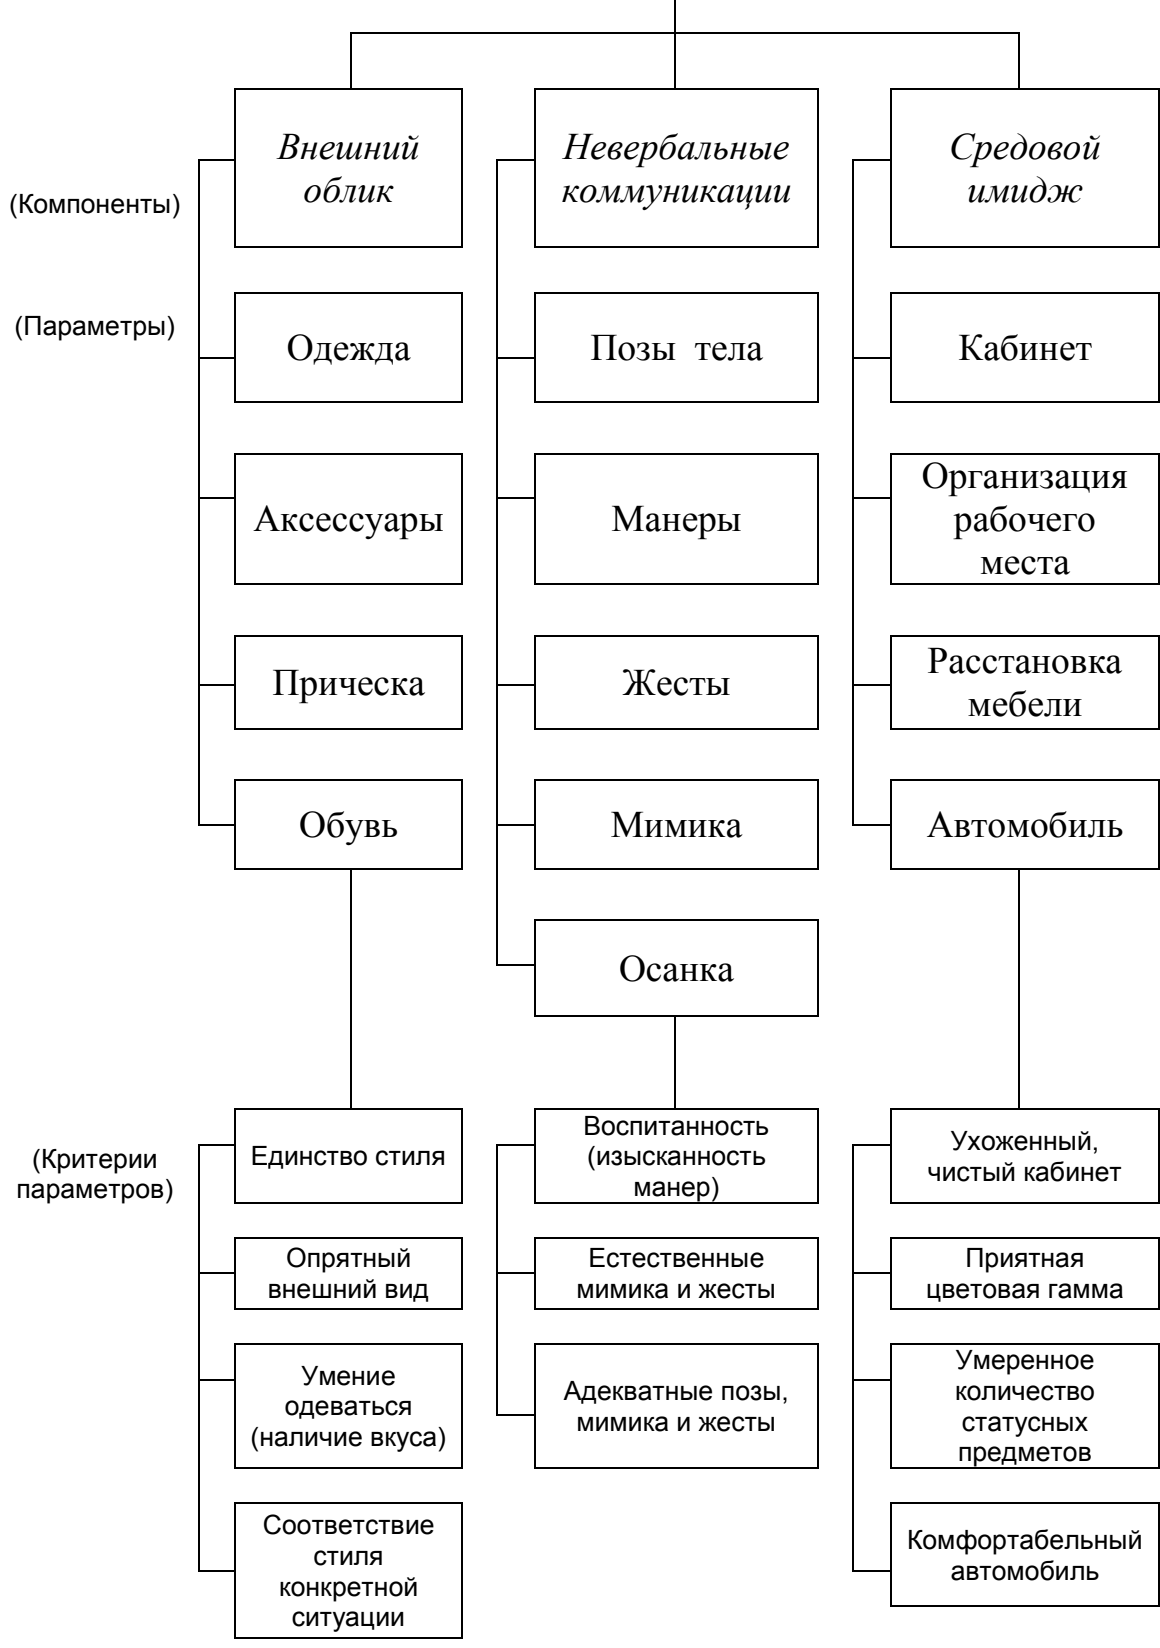 Внешний
облик
Невербальные
коммуникации
Средовой
имидж
(Компоненты)
(Параметры)
Одежда
Позы тела
Кабинет
Аксессуары
Манеры
Организация
рабочего
места
Прическа
Жесты
Расстановка
мебели
Обувь
Мимика
Автомобиль
Осанка
(Критерии
параметров)
Единство стиля
Воспитанность
(изысканность
манер)
Ухоженный,
чистый кабинет
Опрятный
внешний вид
Естественные
мимика и жесты
Приятная
цветовая гамма
Умение
одеваться
(наличие вкуса)
Адекватные позы,
мимика и жесты
Умеренное
количество
статусных
предметов
Соответствие
стиля
конкретной
ситуации
Комфортабельный
автомобиль